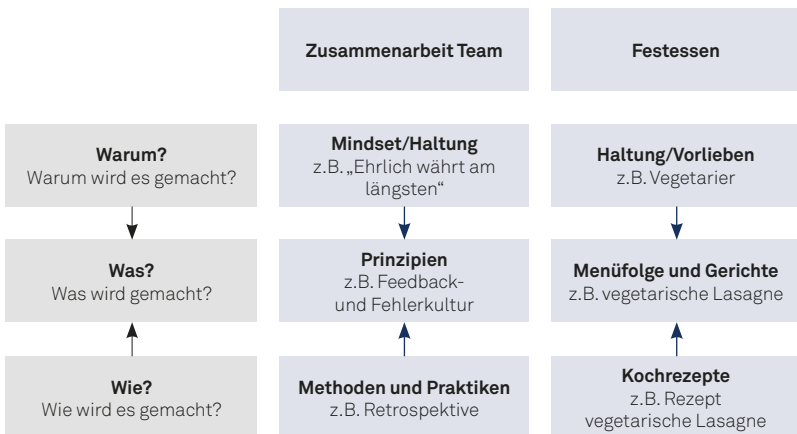 Zusammenarbeit Team
Festessen
Warum?
Warum wird es gemacht?
Mindset/Haltung
z.B. „Ehrlich währt am
längsten“
Haltung/Vorlieben
z.B. Vegetarier
Was?
Was wird gemacht?
Prinzipien
z.B. Feedback-
und Fehlerkultur
Menüfolge und Gerichte
z.B. vegetarische Lasagne
Wie?
Wie wird es gemacht?
Methoden und Praktiken
z.B. Retrospektive
Kochrezepte
z.B. Rezept
vegetarische Lasagne